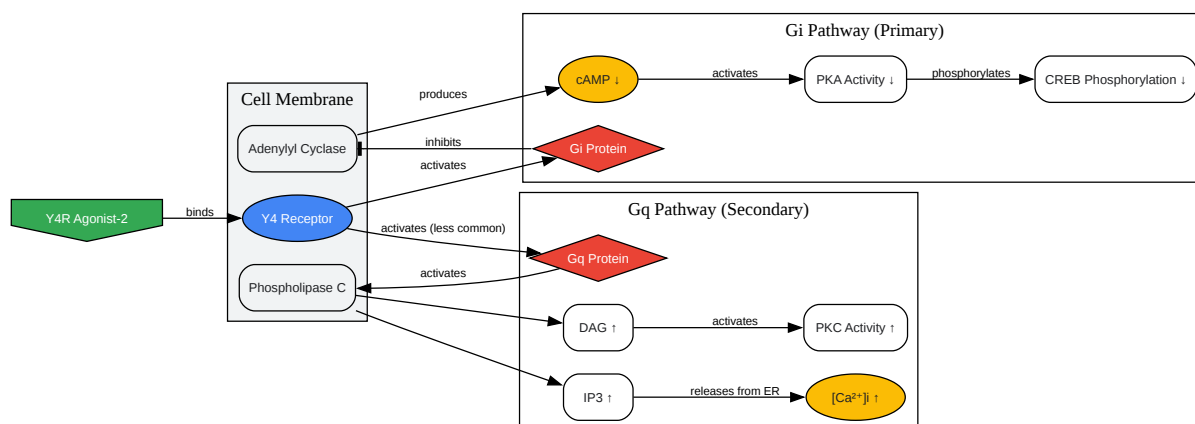 Gi Pathway (Primary)
cAMP ↓
activates
PKA Activity ↓
phosphorylates
CREB Phosphorylation ↓
produces
Cell Membrane
Adenylyl Cyclase
inhibits
Gi Protein
activates
Y4R Agonist-2
binds
Y4 Receptor
Gq Pathway (Secondary)
activates (less common)
Gq Protein
activates
Phospholipase C
DAG ↑
activates
PKC Activity ↑
IP3 ↑
releases from ER
[Ca²⁺]i ↑